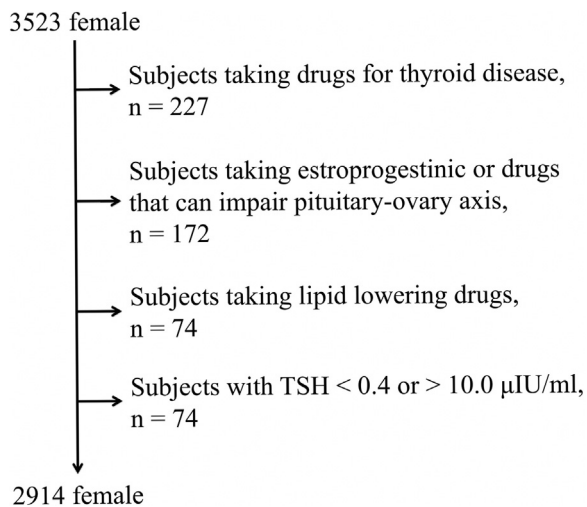 3523 female
Subjects taking drugs for thyroid disease,
n = 227
Subjects taking estroprogestinic or drugs
that can impair pituitary-ovary axis,
n = 172
Subjects taking lipid lowering drugs,
n = 74
Subjects with TSH < 0.4 or > 10.0 μIU/ml,
n = 74
2914 female